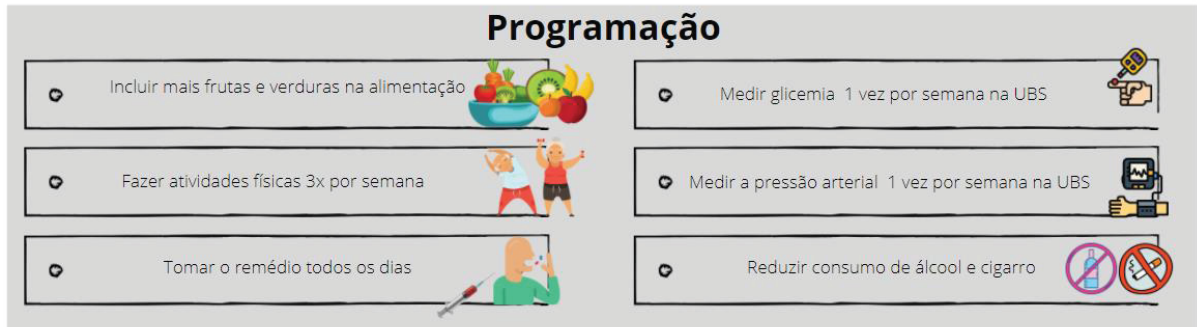 Programação
Incluir mais frutas e verduras na alimentação
Fazer atividades físicas 3x por semana
Tomar o remédio todos os dias
Medir glicemia 1 vez por semana na UBS
Medir a pressão arterial 1 vez por semana na UBS
Reduzir consumo de álcool e cigarro